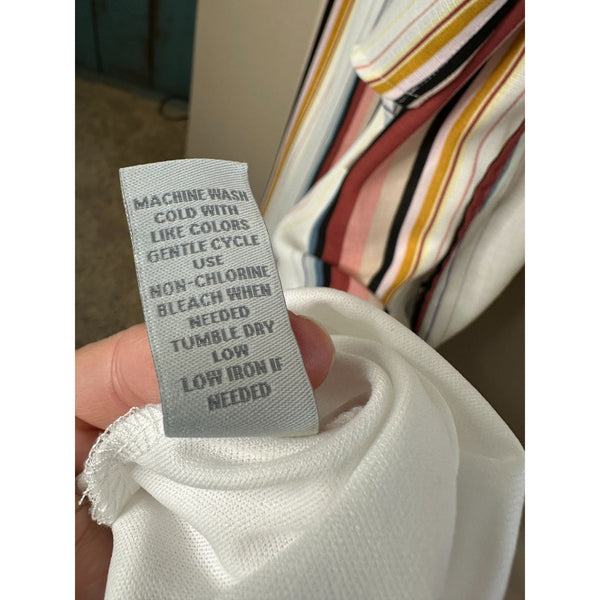 MACHINE WASH
COLD WITH
LIKE COLORS
GENTLE CYCLE
USE
NON-CHLORINE
BLEACH WHEN
NEEDED
TUMBLE DRY
LOW
LOW IRON IF
NEEDED